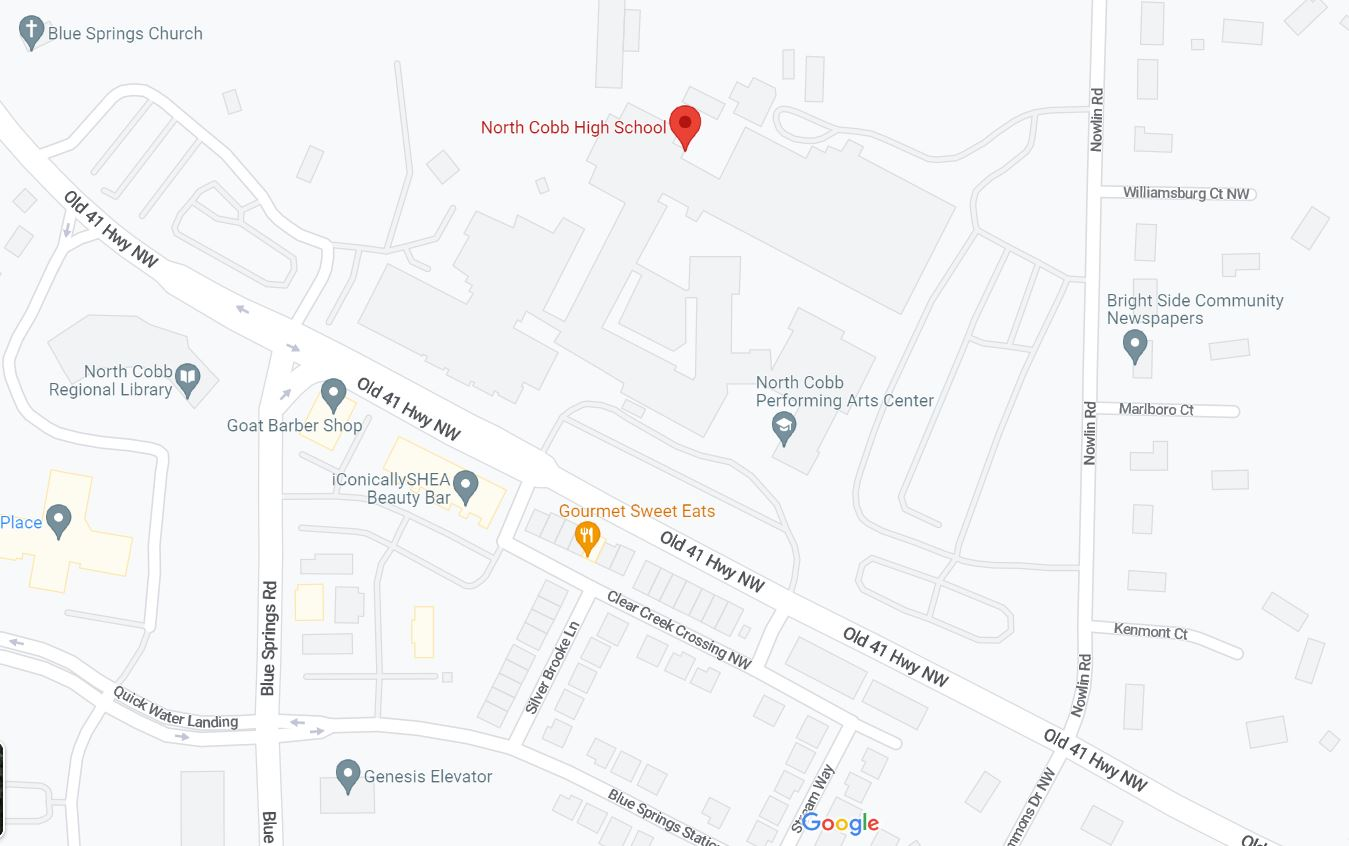 Blue Springs Church
North Cobb High School
Nowlin Rd
Williamsburg Ct NW
Old 41 Hwy NW
Bright Side Community
Newspapers
North Cobb
Regional Library
Goat Barber Shop
Old 41 Hwy NW
North Cobb
Performing Arts Center
Marlboro Ct
Nowlin Rd
iConicallySHEA
Beauty Bar
Gourmet Sweet Eats
Place
Old 41 Hwy NW
Blue Springs Rd
Clear Creek Crossing NW
Silver Brooke Ln
Old 41 Hwy NW
Kenmont Ct
Nowlin Rd
Quick Water Landing
Old 41 Hwy NW
Genesis Elevator
Blue Springs
Way
Google
Dr NW
Blue